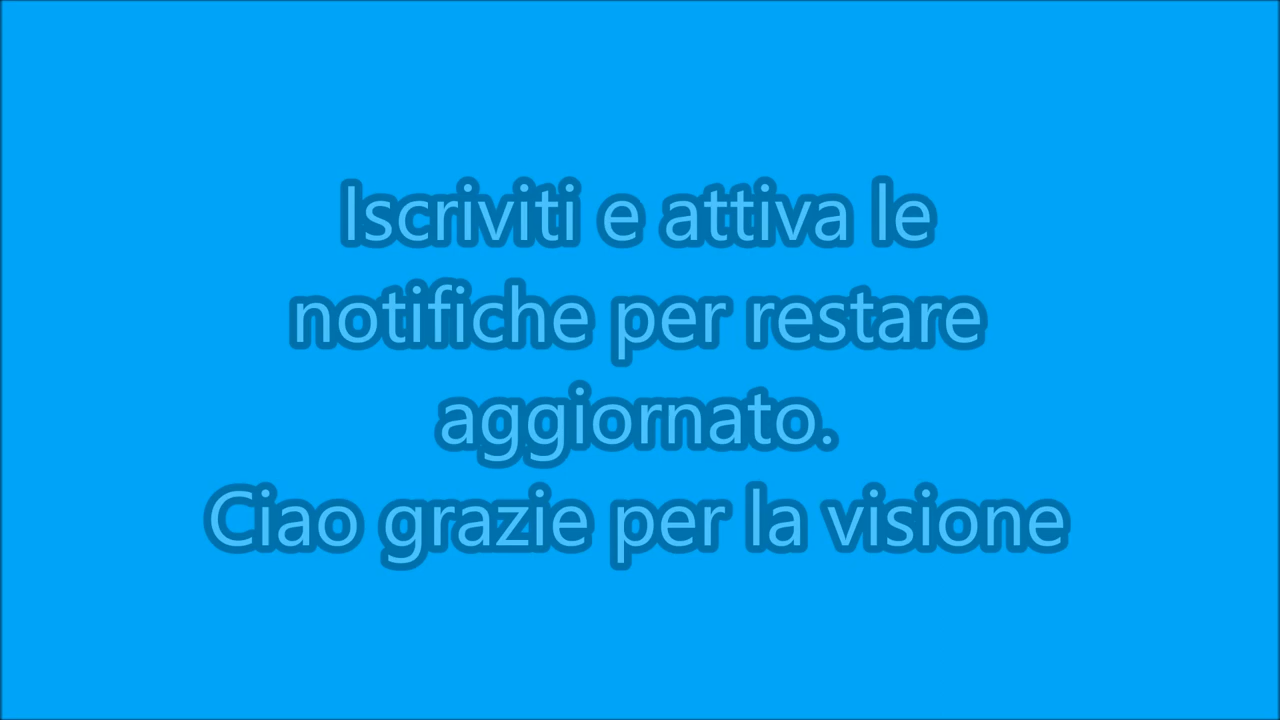 Iscriviti e attiva le
notifiche per restare
aggiornato.
Ciao grazie per la visione